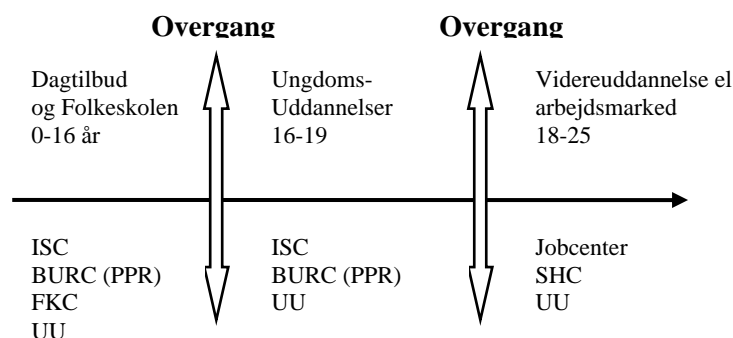 Overgang
Overgang
Dagtilbud
og Folkeskolen
0-16 år
Ungdoms-
Uddannelser
16-19
Videreuddannelse el
arbejdsmarked
18-25
ISC
BURC (PPR)
FKC
UU
ISC
BURC (PPR)
UU
Jobcenter
SHC
UU